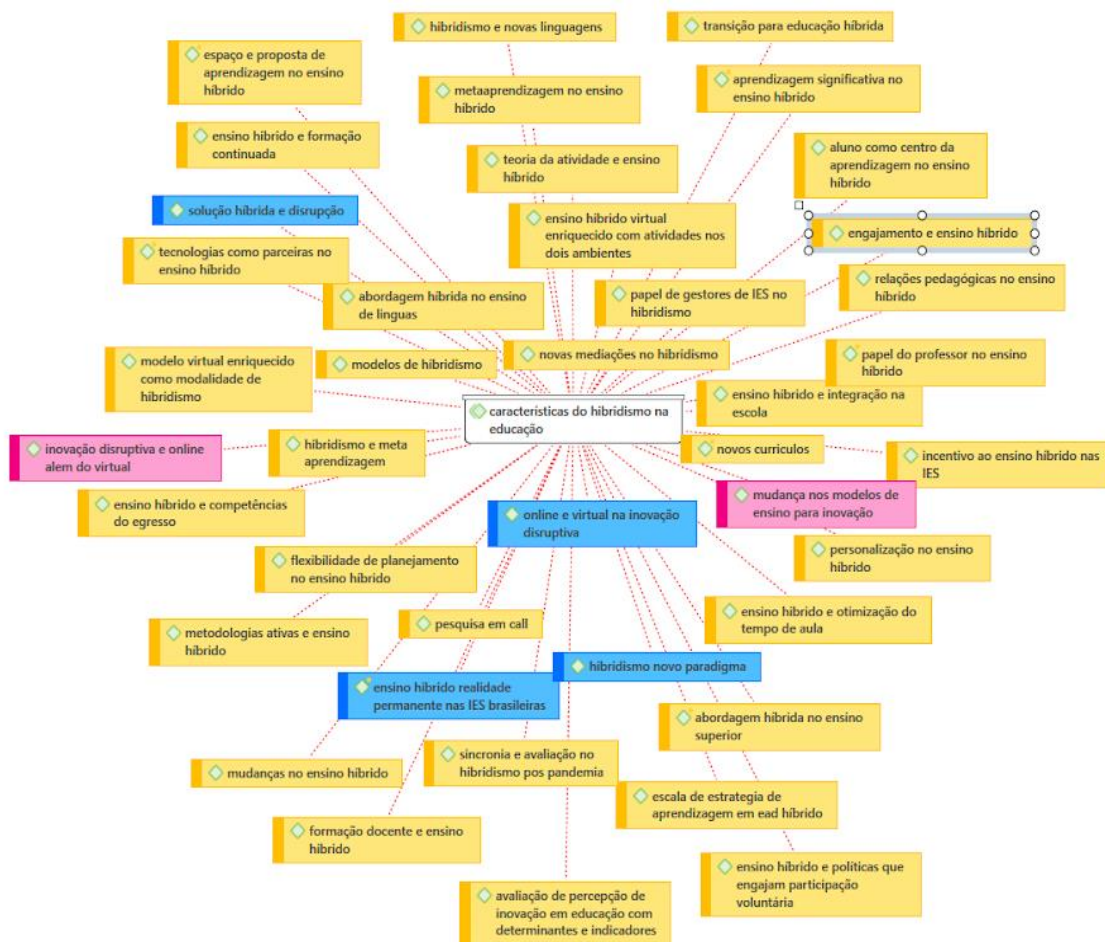 hibridismo e novas linguagens
transição para educação híbrida
espaço e proposta de
aprendizagem no ensino
híbrido
metaaprendizagem no ensino
híbrido
aprendizagem significativa no
ensino híbrido
ensino hibrido e formação
continuada
teoria da atividade e ensino
híbrido
aluno como centro da
aprendizagem no ensino
híbrido
solução híbrida e disrupção
ensino híbrido virtual
enriquecido com atividades nos
dois ambientes
engajamento e ensino híbrido
tecnologias como parceiras no
ensino híbrido
abordagem híbrida no ensino
de linguas
papel de gestores de IES no
hibridismo
relações pedagógicas no ensino
híbrido
modelo virtual enriquecido
como modalidade de
hibridismo
modelos de hibridismo
novas mediações no hibridismo
papel do professor no ensino
híbrido
características do hibridismo na
educação
ensino híbrido e integração na
escola
inovação disruptiva e online
alem do virtual
hibridismo e meta
aprendizagem
novos curriculos
incentivo ao ensino híbrido nas
IES
ensino híbrido e competências
do egresso
online e virtual na inovação
disruptiva
mudança nos modelos de
ensino para inovação
flexibilidade de planejamento
no ensino híbrido
personalização no ensino
híbrido
metodologias ativas e ensino
híbrido
pesquisa em call
ensino hibrido e otimização do
tempo de aula
hibridismo novo paradigma
ensino hibrido realidade
permanente nas IES brasileiras
abordagem híbrida no ensino
superior
mudanças no ensino híbrido
sincronia e avaliação no
hibridismo pos pandemia
escala de estrategia de
aprendizagem em ead híbrido
formação docente e ensino
hibrido
ensino híbrido e políticas que
engajam participação
voluntária
avaliação de percepção de
inovação em educação com
determinantes e indicadores